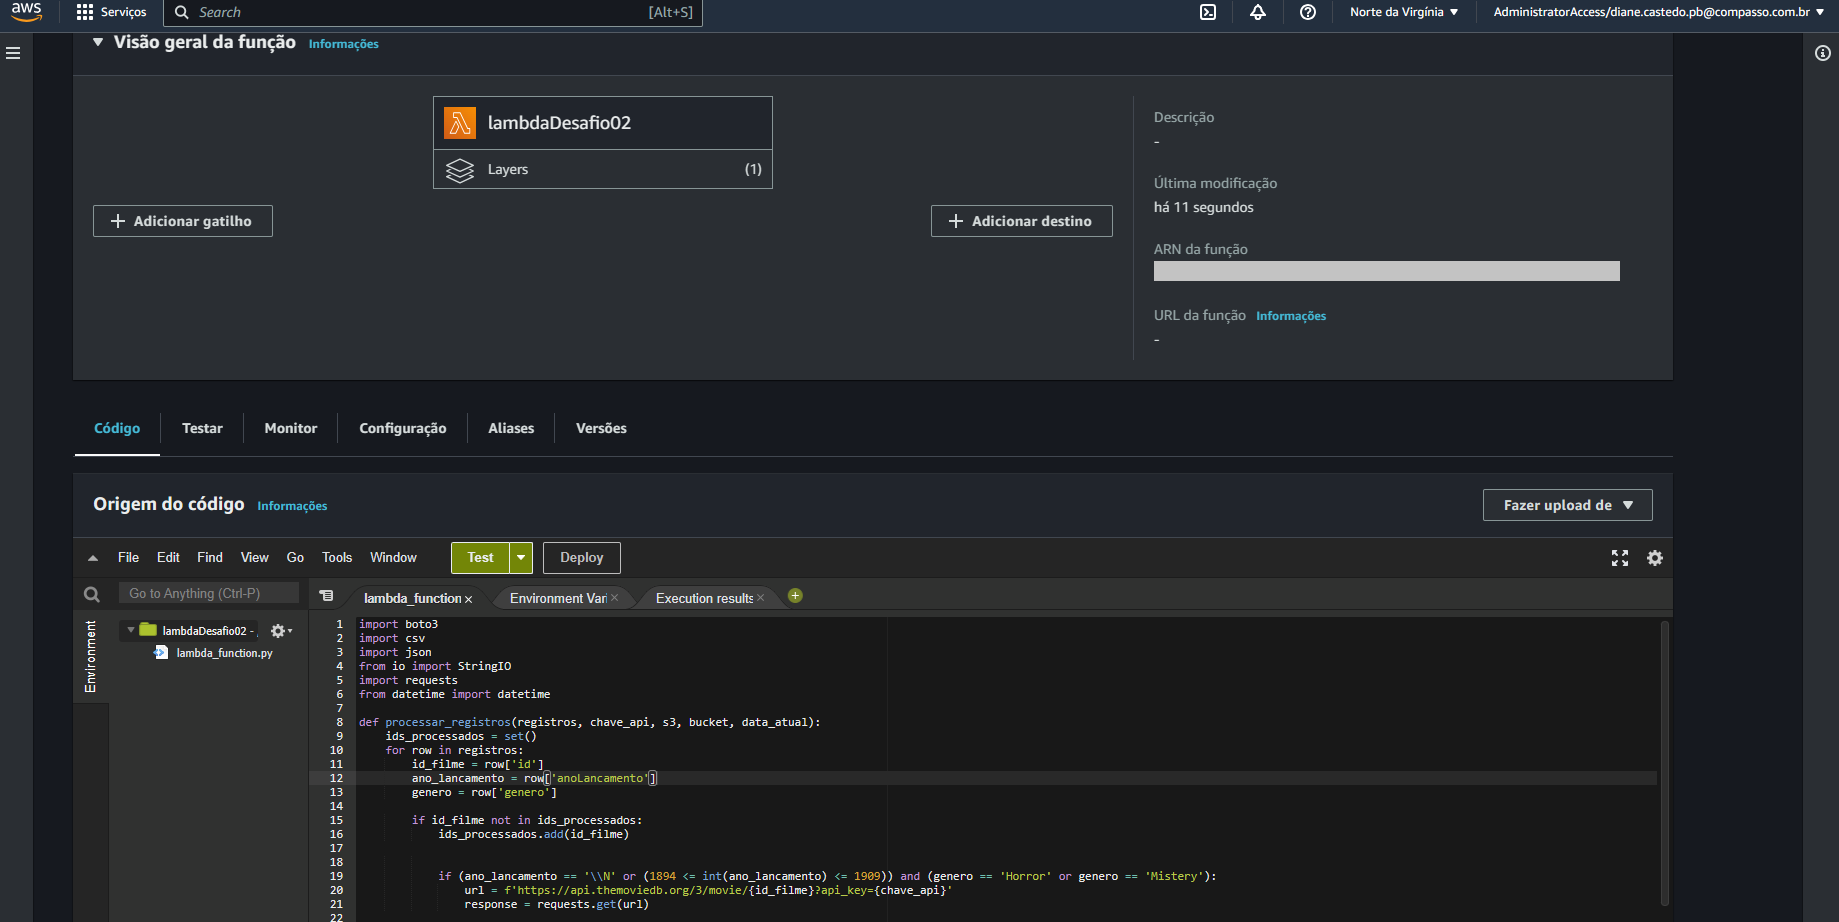 aws
Serviços
Search
[Alt+S]
Norte da Virgínia
AdministratorAccess/diane.castedo.pb@compasso.com.br
Visão geral da função Informações
lambdaDesafio02
Layers (1)
Adicionar gatilho
Adicionar destino
Descrição
-
Última modificação
há 11 segundos
ARN da função
URL da função Informações
-
Código
Testar
Monitor
Configuração
Aliases
Versões
Origem do código Informações
Fazer upload de
File Edit Find View Go Tools Window
Test
Deploy
Go to Anything (Ctrl-P)
lambda_function
Environment Vari
Execution results
Environment
lambdaDesafio02 -
lambda_function.py
1 import boto3
2 import csv
3 import json
4 from io import StringIO
5 import requests
6 from datetime import datetime
7
8 def processar_registros(registros, chave_api, s3, bucket, data_atual):
9 ids_processados = set()
10 for row in registros:
11 id_filme = row['id']
12 ano_lancamento = row['anoLancamento']
13 genero = row['genero']
14
15 if id_filme not in ids_processados:
16 ids_processados.add(id_filme)
17
18
19 if (ano_lancamento == '\\N' or (1894 <= int(ano_lancamento) <= 1909)) and (genero == 'Horror' or genero == 'Mistery'):
20 url = f'https://api.themoviedb.org/3/movie/{id_filme}?api_key={chave_api}'
21 response = requests.get(url)
22